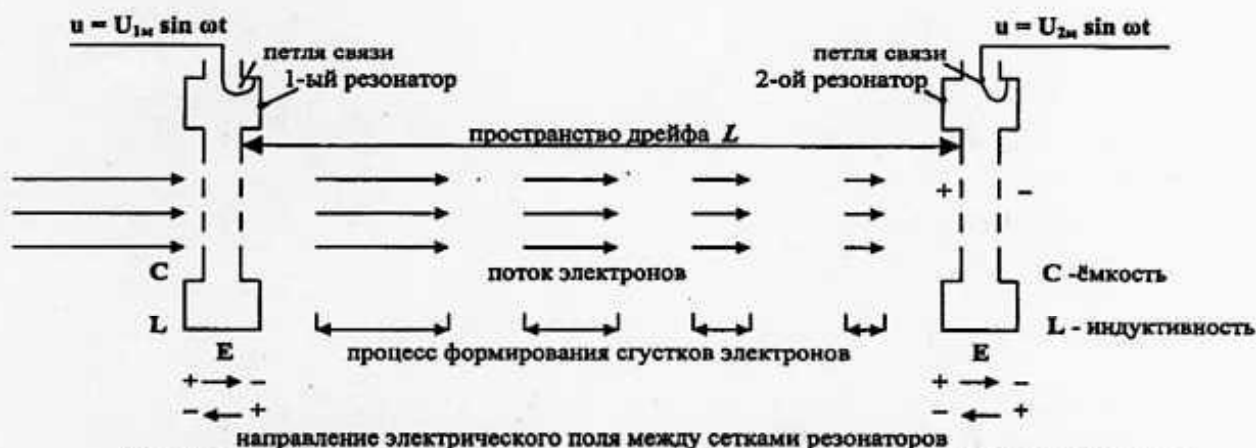 u = U₁ₘ sin ωt
u = U₂ₘ sin ωt
петля связи
1-ый резонатор
петля связи
2-ой резонатор
пространство дрейфа L
+ −
C
поток электронов
C -ёмкость
L
L - индуктивность
E
процесс формирования сгустков электронов
E
+ −
+ −
− +
− +
направление электрического поля между сетками резонаторов